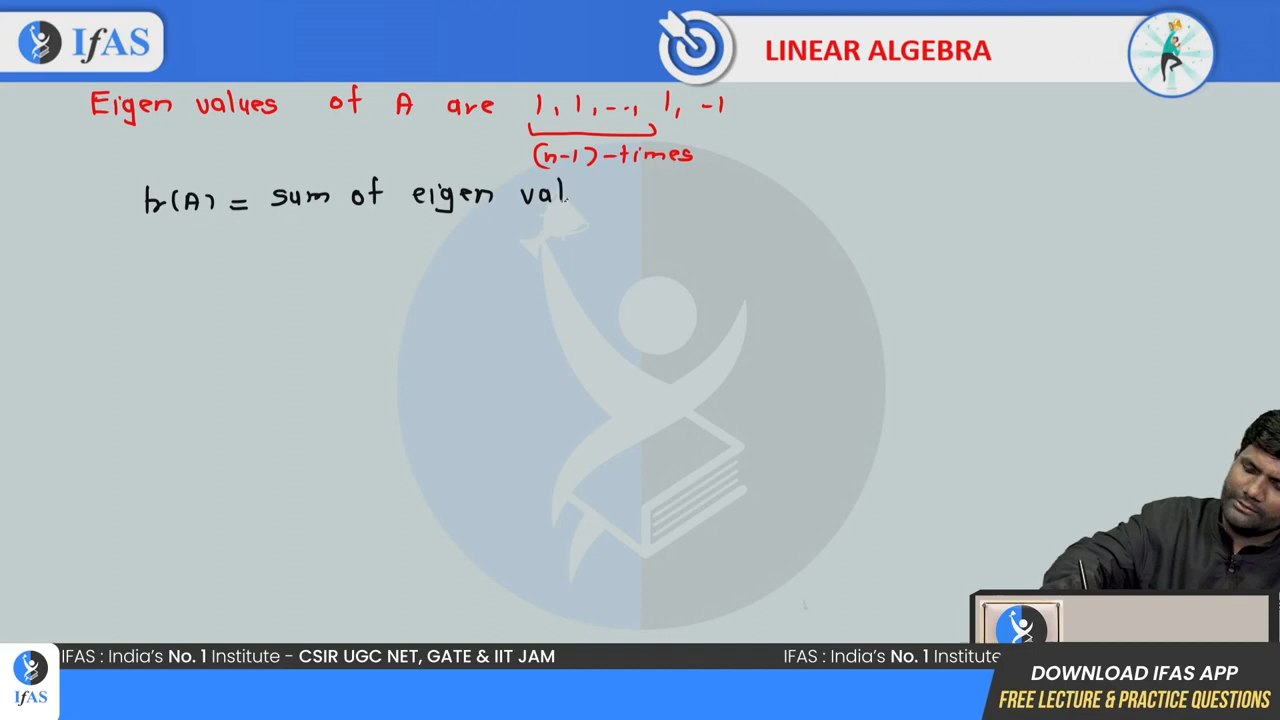 IfAS
LINEAR ALGEBRA
Eigen values of A are 1, 1, ..., 1, -1
(n-1)-times
tr(A) = sum of eigen val
IFAS : India's No. 1 Institute - CSIR UGC NET, GATE & IIT JAM
IFAS : India's No. 1 Institute
IfAS
DOWNLOAD IFAS APP
FREE LECTURE & PRACTICE QUESTIONS